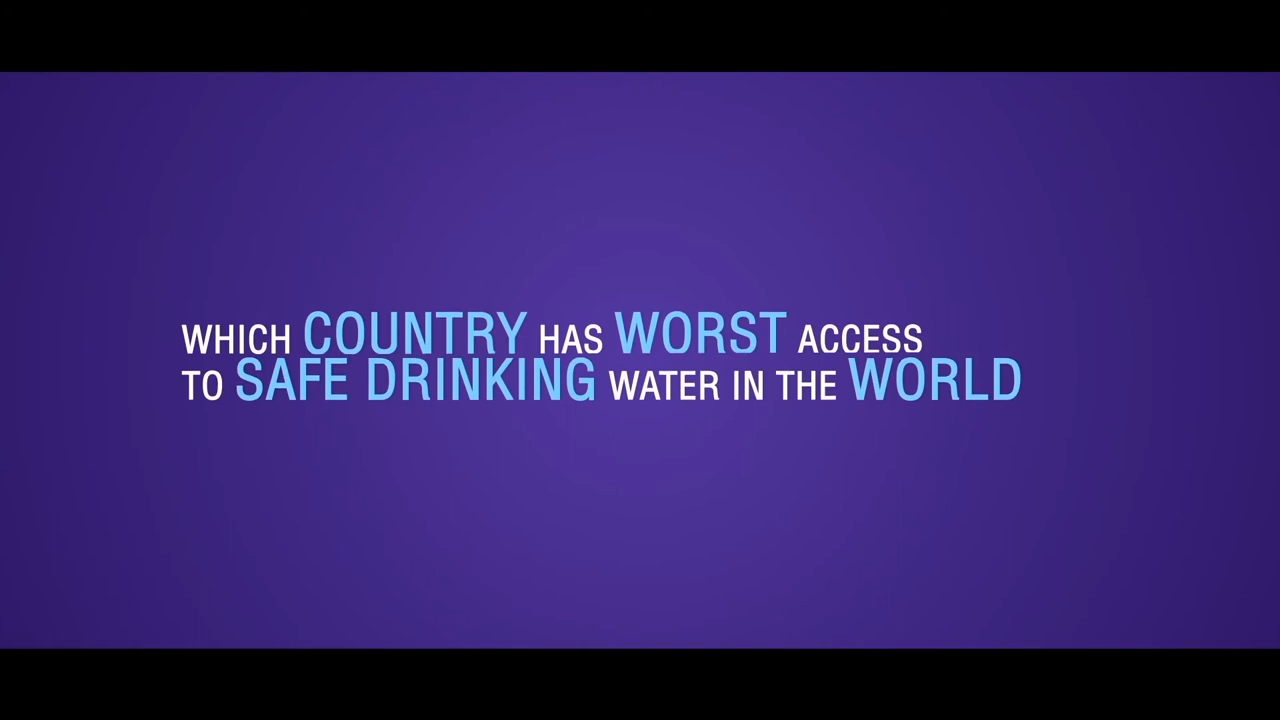 WHICH COUNTRY HAS WORST ACCESS
TO SAFE DRINKING WATER IN THE WORLD